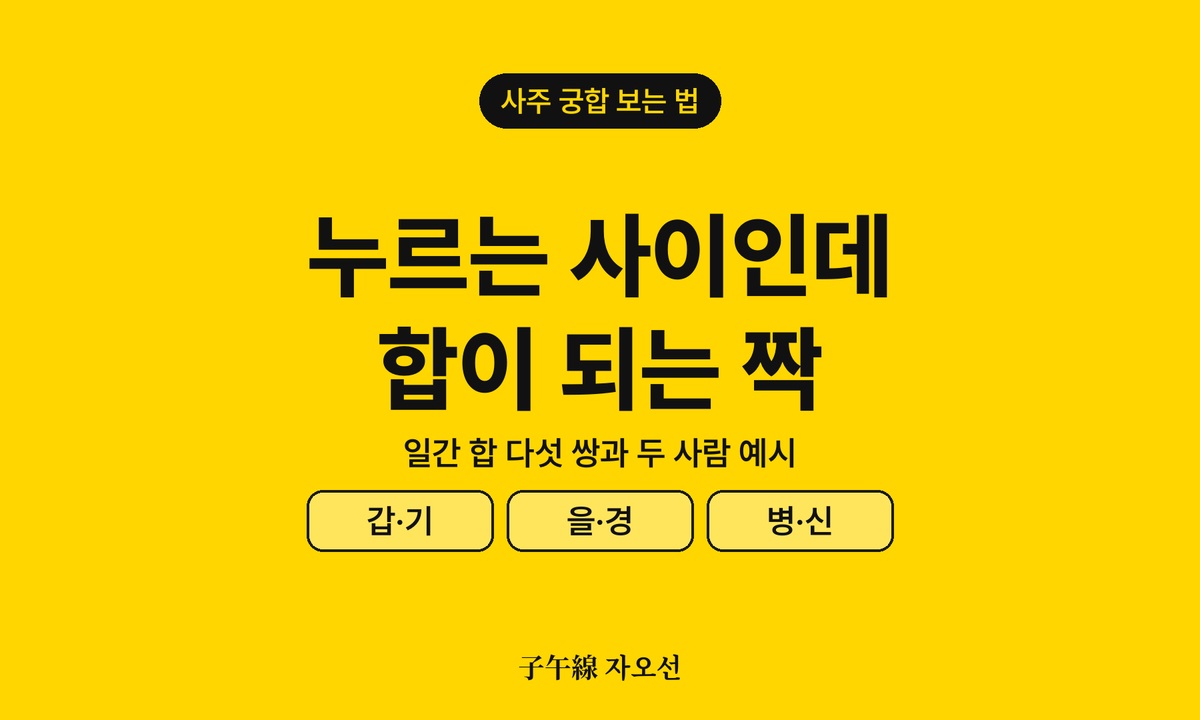 사주 궁합 보는 법
누르는 사이인데
합이 되는 짝
일간 합 다섯 쌍과 두 사람 예시
갑·기
을·경
병·신
子午線 자오선